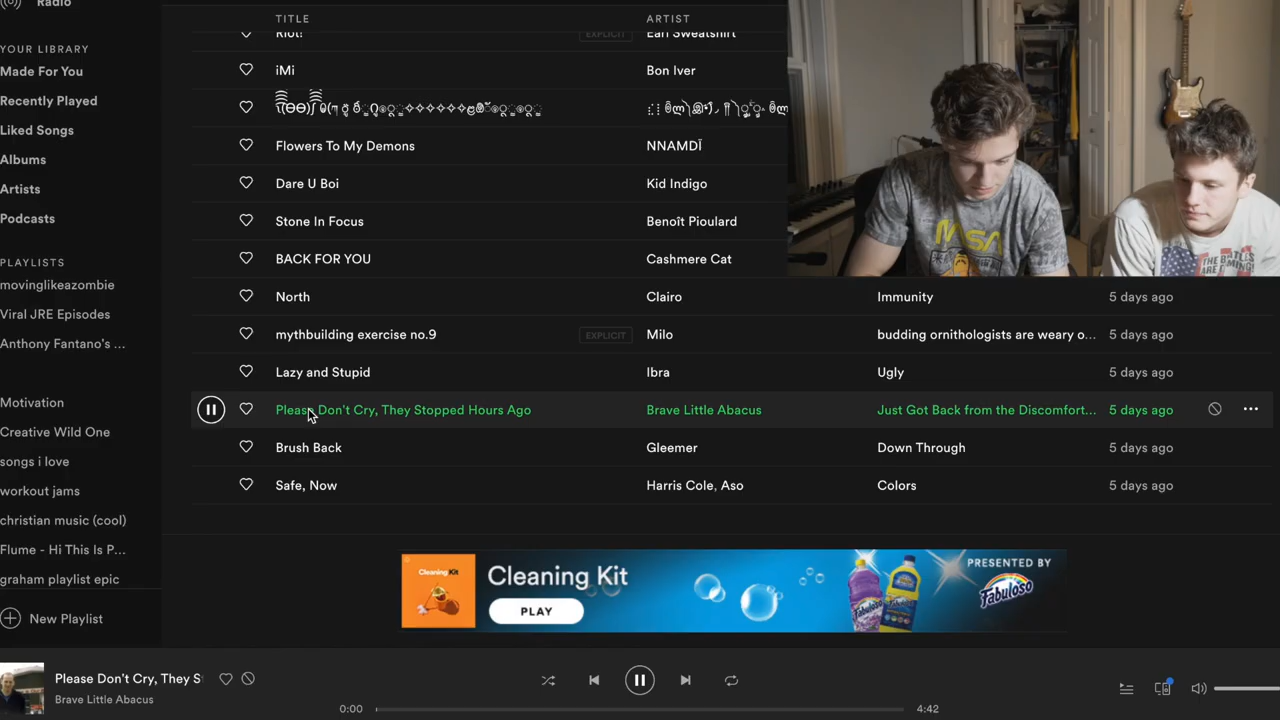 Radio
YOUR LIBRARY
Made For You
Recently Played
Liked Songs
Albums
Artists
Podcasts
PLAYLISTS
movinglikeazombie
Viral JRE Episodes
Anthony Fantano's ...
Motivation
Creative Wild One
songs i love
workout jams
christian music (cool)
Flume - Hi This Is P...
graham playlist epic
New Playlist
TITLE ARTIST
Riot! EXPLICIT Earl Sweatshirt
iMi Bon Iver
Flowers To My Demons NNAMDÏ
Dare U Boi Kid Indigo
Stone In Focus Benoît Pioulard
BACK FOR YOU Cashmere Cat
North Clairo Immunity 5 days ago
mythbuilding exercise no.9 EXPLICIT Milo budding ornithologists are weary o... 5 days ago
Lazy and Stupid Ibra Ugly 5 days ago
Please Don't Cry, They Stopped Hours Ago Brave Little Abacus Just Got Back from the Discomfort... 5 days ago
Brush Back Gleemer Down Through 5 days ago
Safe, Now Harris Cole, Aso Colors 5 days ago
THE BATTLES
ARE COMING!
Cleaning Kit
Cleaning Kit
PLAY
PRESENTED BY
Fabuloso
Please Don't Cry, They S
Brave Little Abacus
0:00 4:42